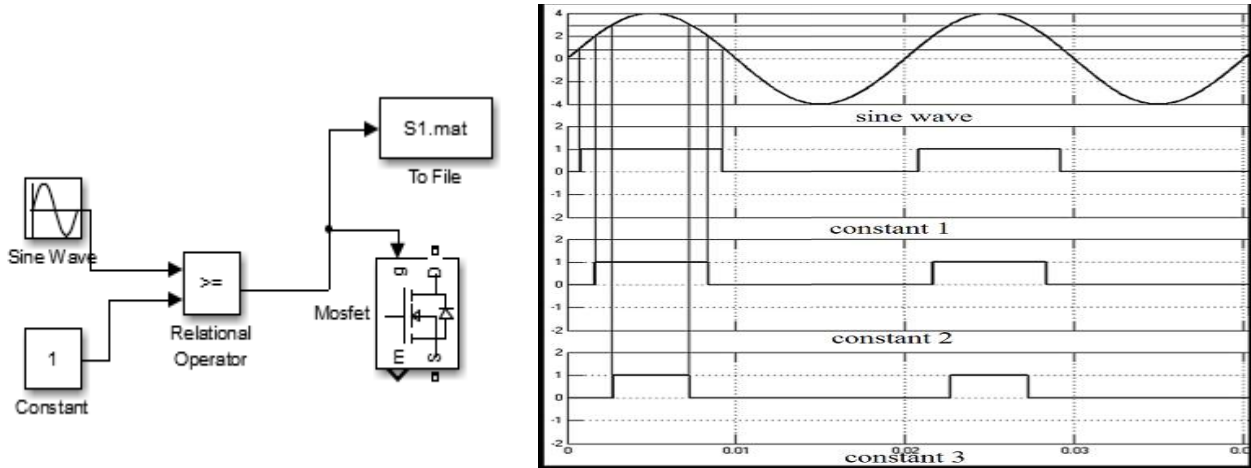 S1.mat
To File
Sine Wave
>=
Relational
Operator
1
Constant
Mosfet
g
D
m
S
4
2
0
-2
-4
sine wave
2
1
0
-1
-2
constant 1
2
1
0
-1
-2
constant 2
2
1
0
-1
-2
0
0.01
0.02
0.03
constant 3